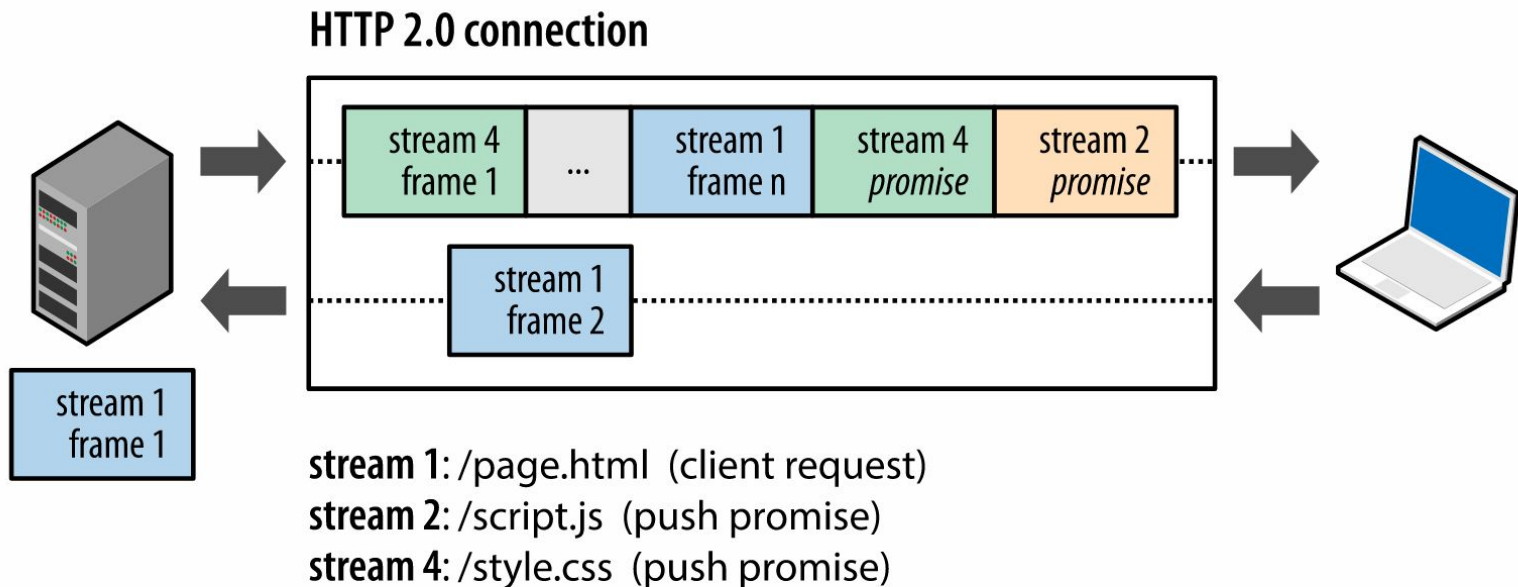 HTTP 2.0 connection
stream 4
frame 1
...
stream 1
frame n
stream 4
promise
stream 2
promise
stream 1
frame 2
stream 1
frame 1
stream 1: /page.html (client request)
stream 2: /script.js (push promise)
stream 4: /style.css (push promise)